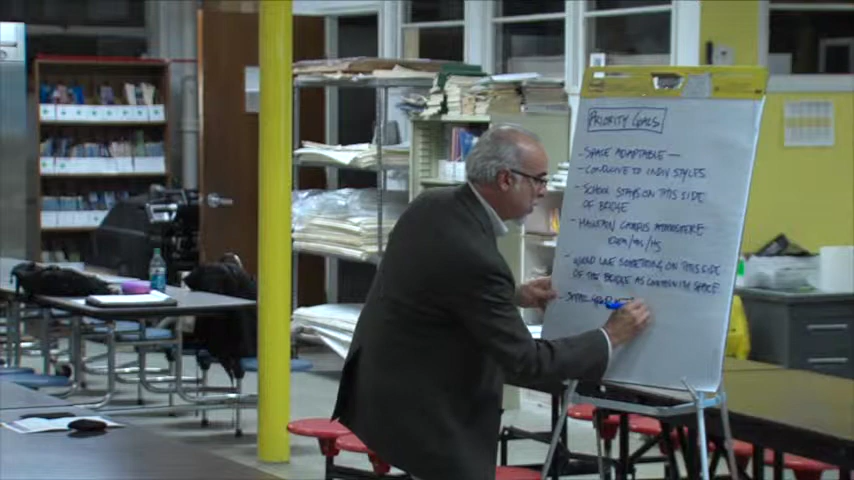 PRIORITY GOALS
- SPACE ADAPTABLE —
- CONDUCIVE TO INDIV STYLES
- SCHOOL STAYS ON THIS SIDE
OF BRIDGE
- MAINTAIN CAMPUS ATMOSPHERE
/MS/HS
- WOULD LIKE SOMETHING ON THIS SIDE
OF THE BRIDGE AS COMMUNITY SPACE